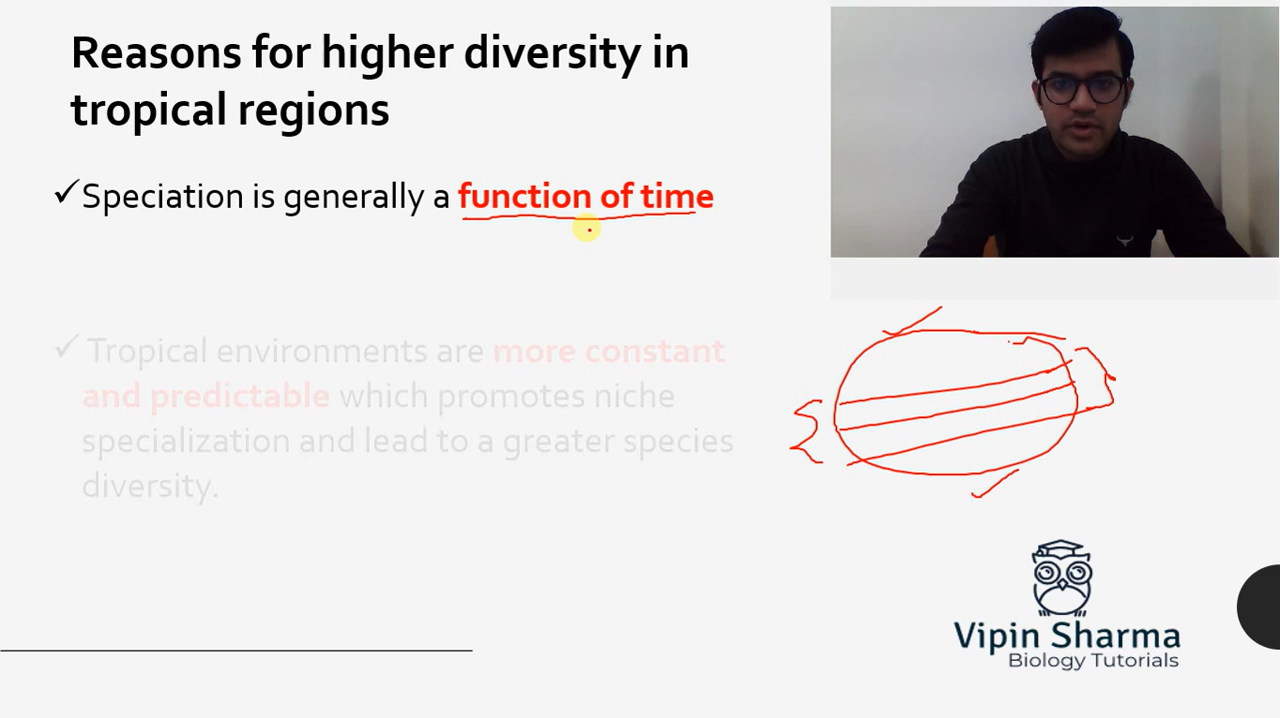 Reasons for higher diversity in
tropical regions
✓Speciation is generally a function of time
✓ Tropical environments are more constant
and predictable which promotes niche
specialization and lead to a greater species
diversity.
Vipin Sharma
Biology Tutorials